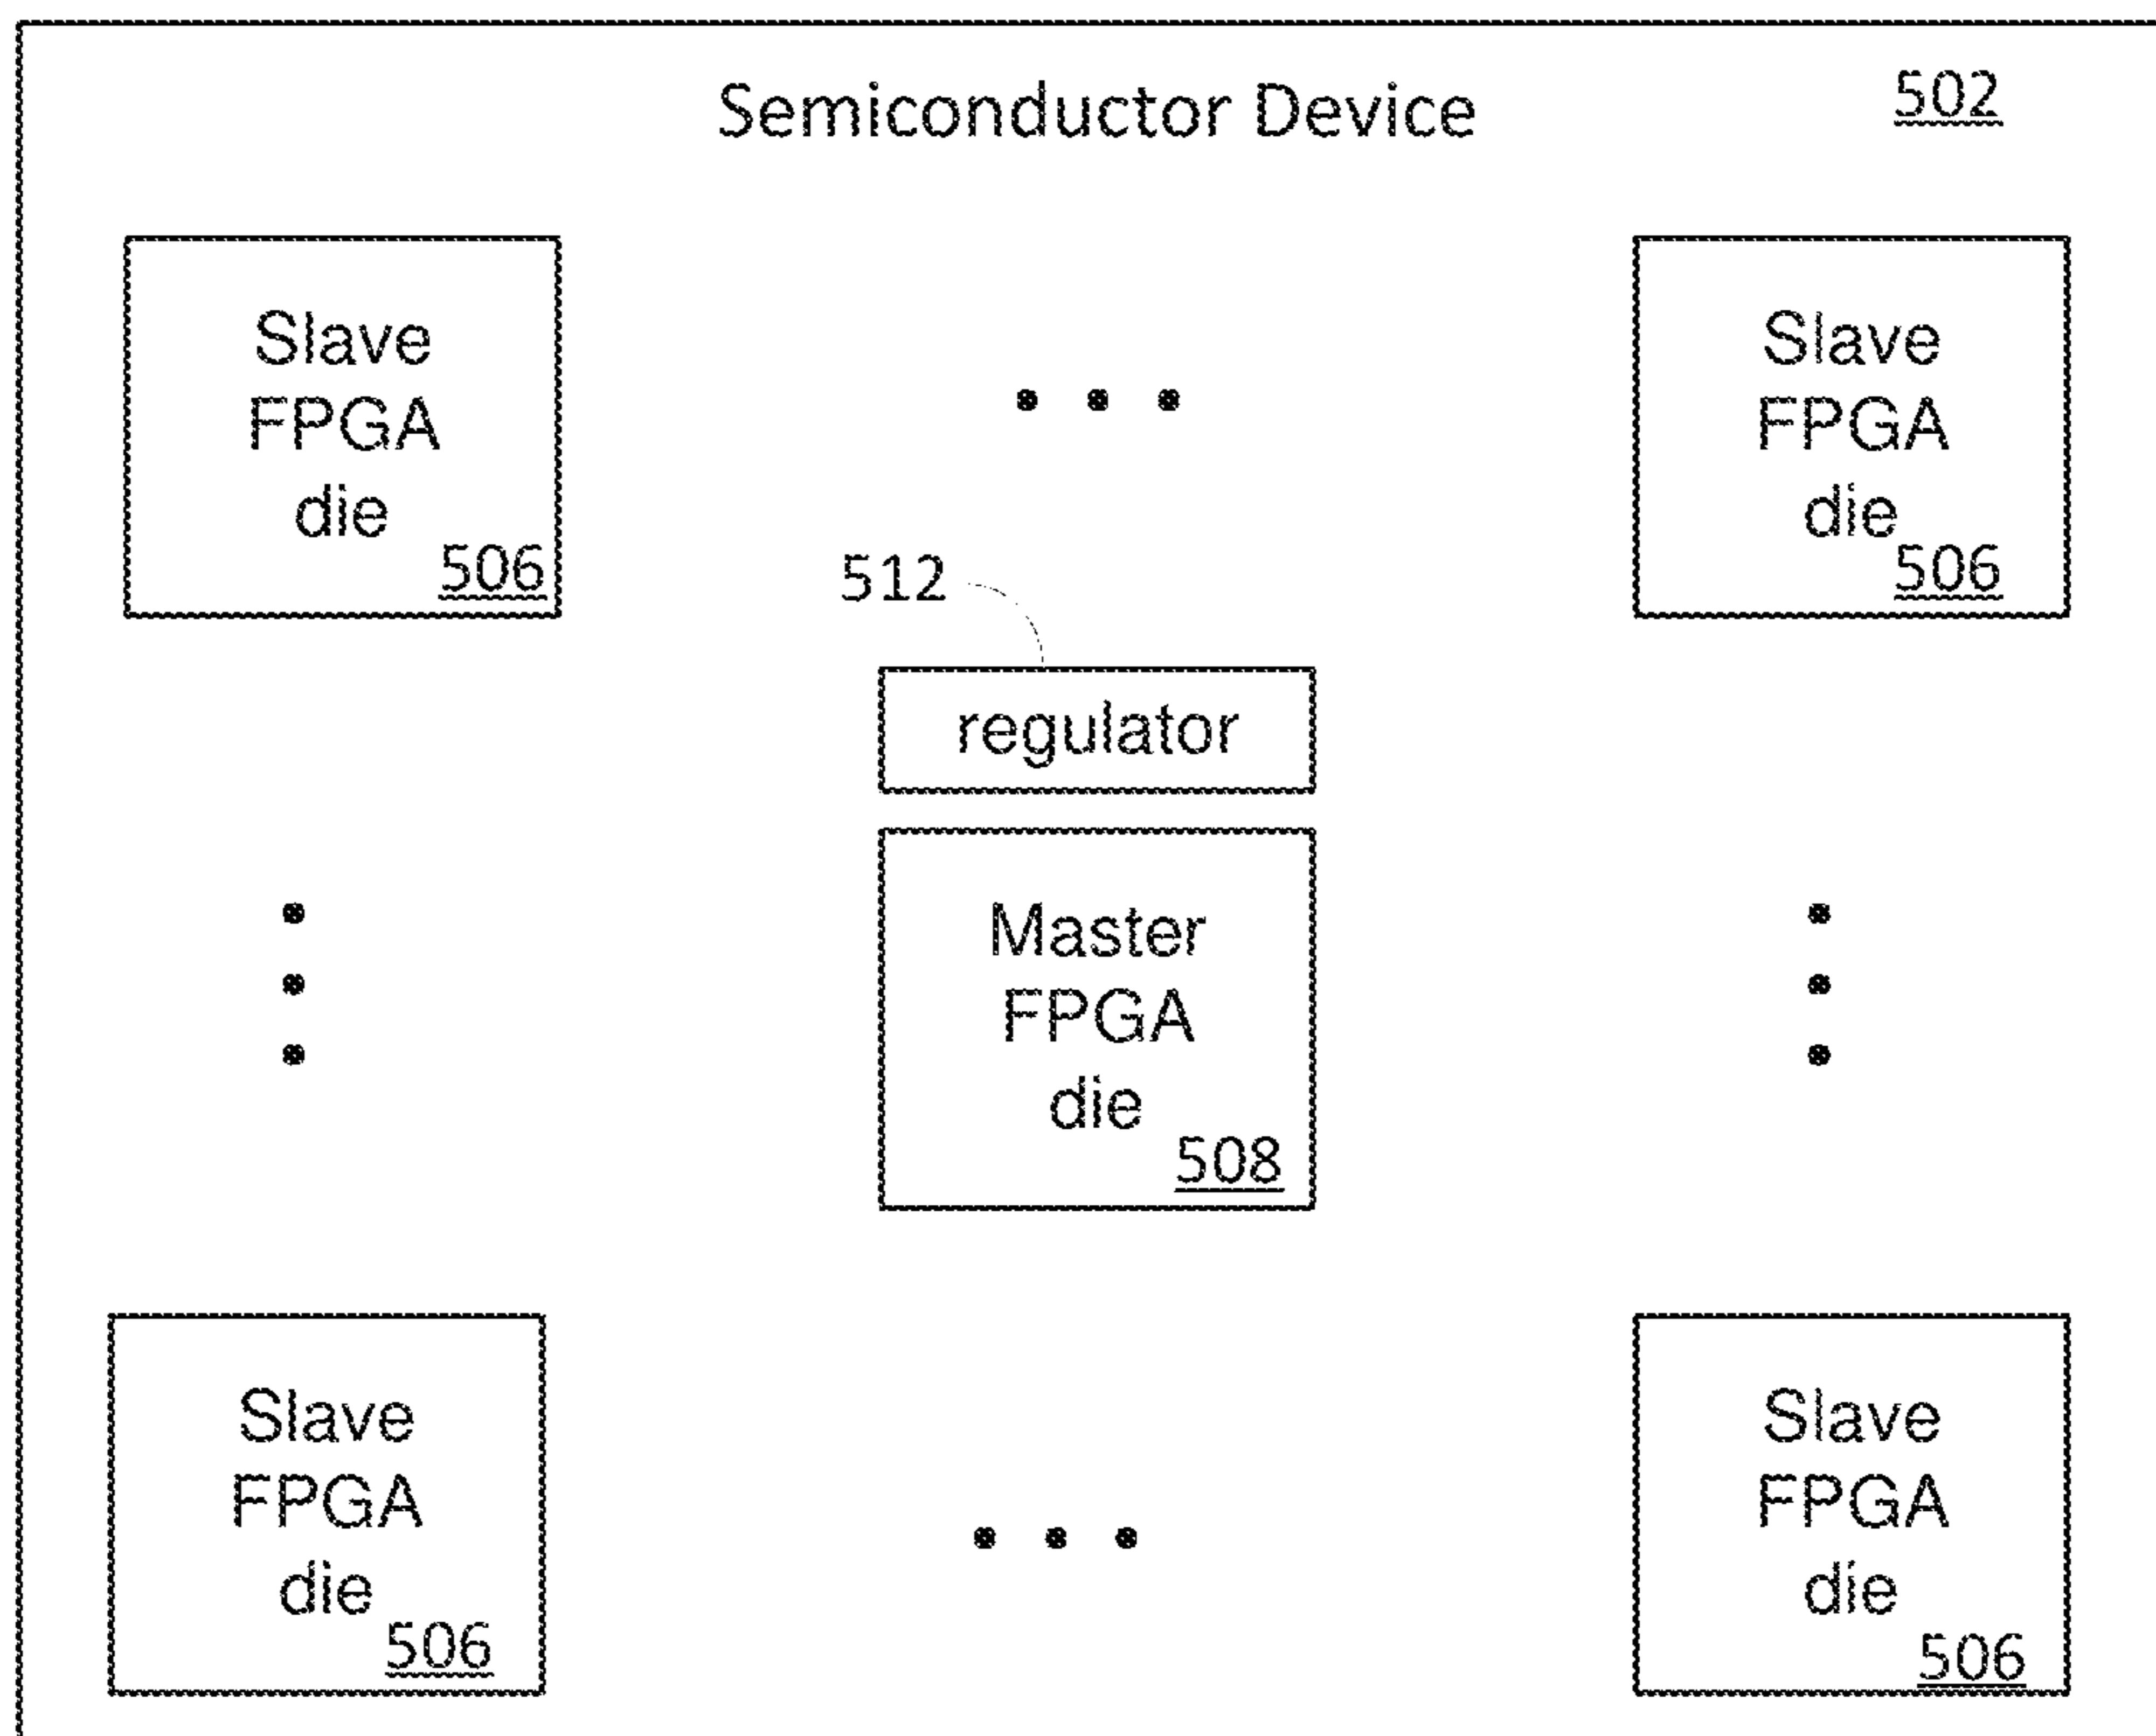 Semiconductor Device
502
Slave
FPGA
die
506
Slave
FPGA
die
506
512
regulator
Master
FPGA
die
508
Slave
FPGA
die
506
Slave
FPGA
die
506